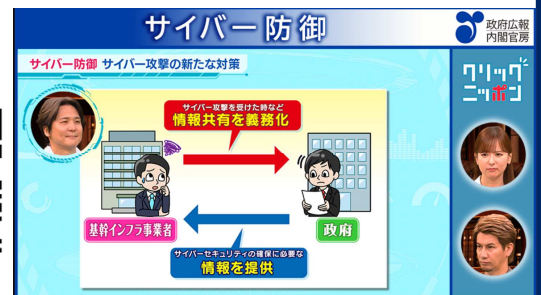 サイバー防御
政府広報
内閣官房
サイバー防御 サイバー攻撃の新たな対策
クリック
ニッポン
サイバー攻撃を受けた時など
情報共有を義務化
基幹インフラ事業者
政府
サイバーセキュリティの確保に必要な
情報を提供